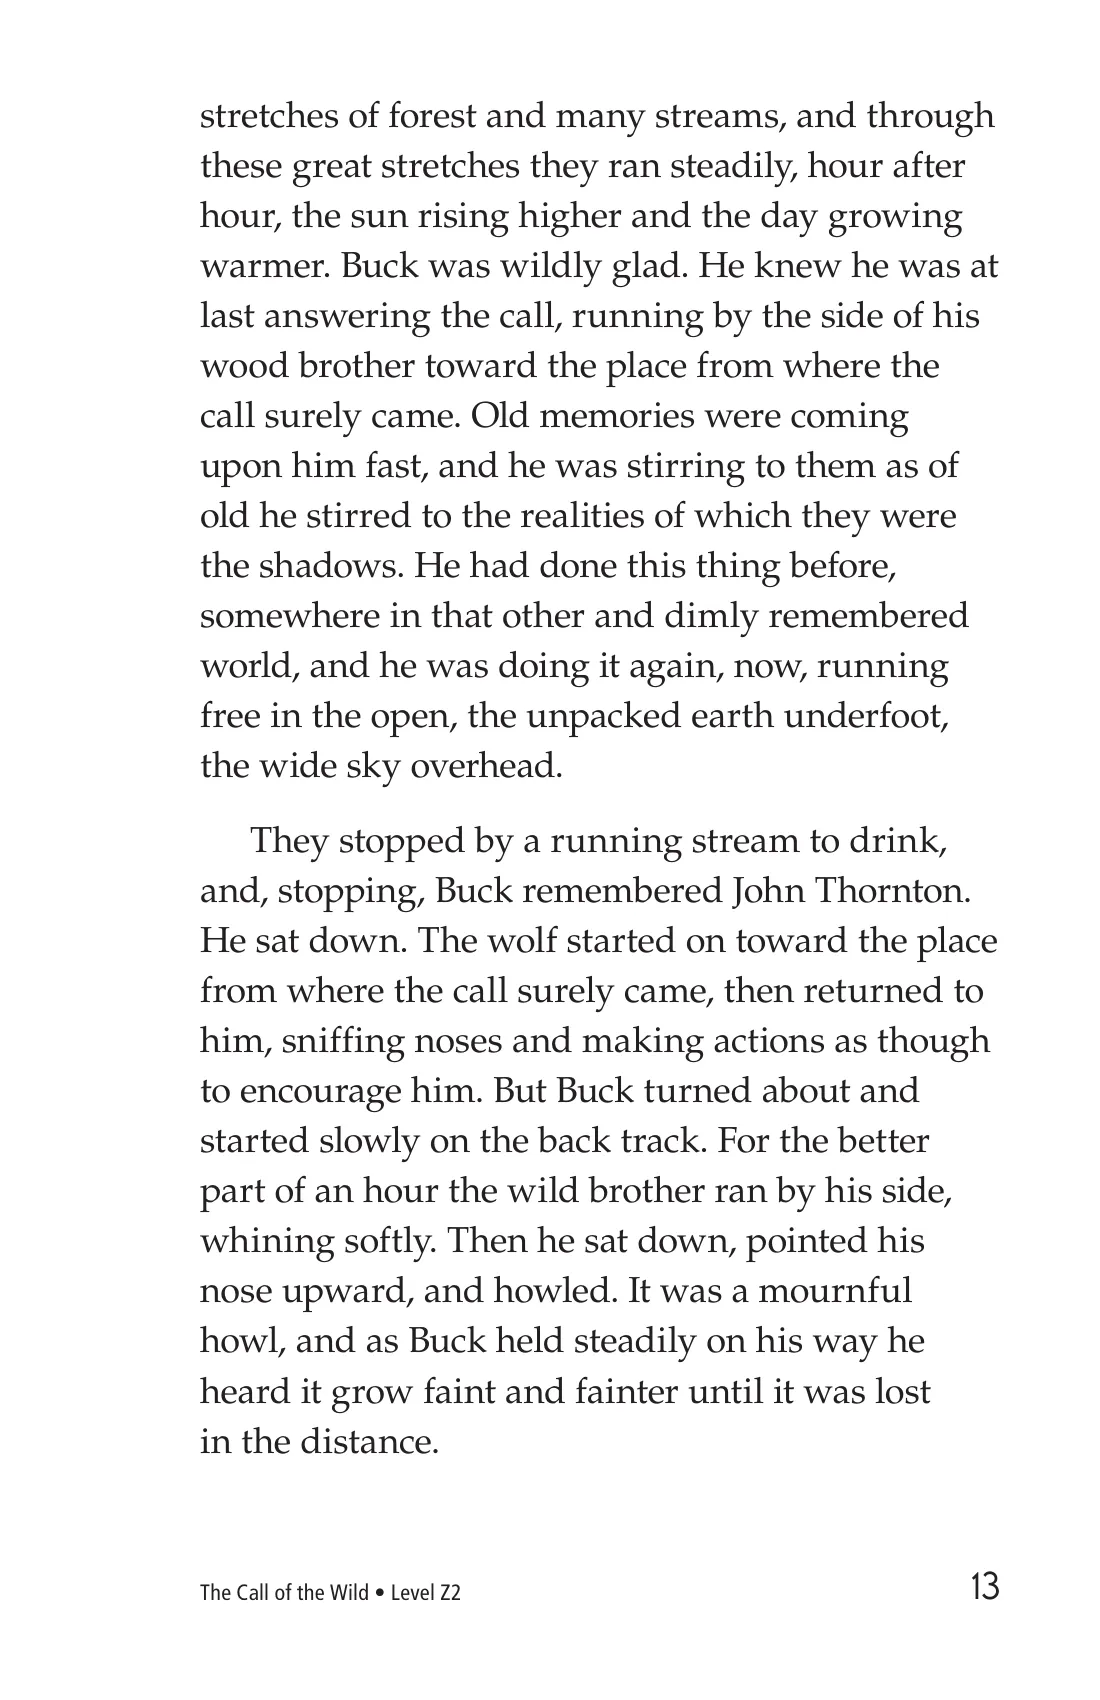 stretches of forest and many streams, and through
these great stretches they ran steadily, hour after
hour, the sun rising higher and the day growing
warmer. Buck was wildly glad. He knew he was at
last answering the call, running by the side of his
wood brother toward the place from where the
call surely came. Old memories were coming
upon him fast, and he was stirring to them as of
old he stirred to the realities of which they were
the shadows. He had done this thing before,
somewhere in that other and dimly remembered
world, and he was doing it again, now, running
free in the open, the unpacked earth underfoot,
the wide sky overhead.
They stopped by a running stream to drink,
and, stopping, Buck remembered John Thornton.
He sat down. The wolf started on toward the place
from where the call surely came, then returned to
him, sniffing noses and making actions as though
to encourage him. But Buck turned about and
started slowly on the back track. For the better
part of an hour the wild brother ran by his side,
whining softly. Then he sat down, pointed his
nose upward, and howled. It was a mournful
howl, and as Buck held steadily on his way he
heard it grow faint and fainter until it was lost
in the distance.
The Call of the Wild • Level Z2 13